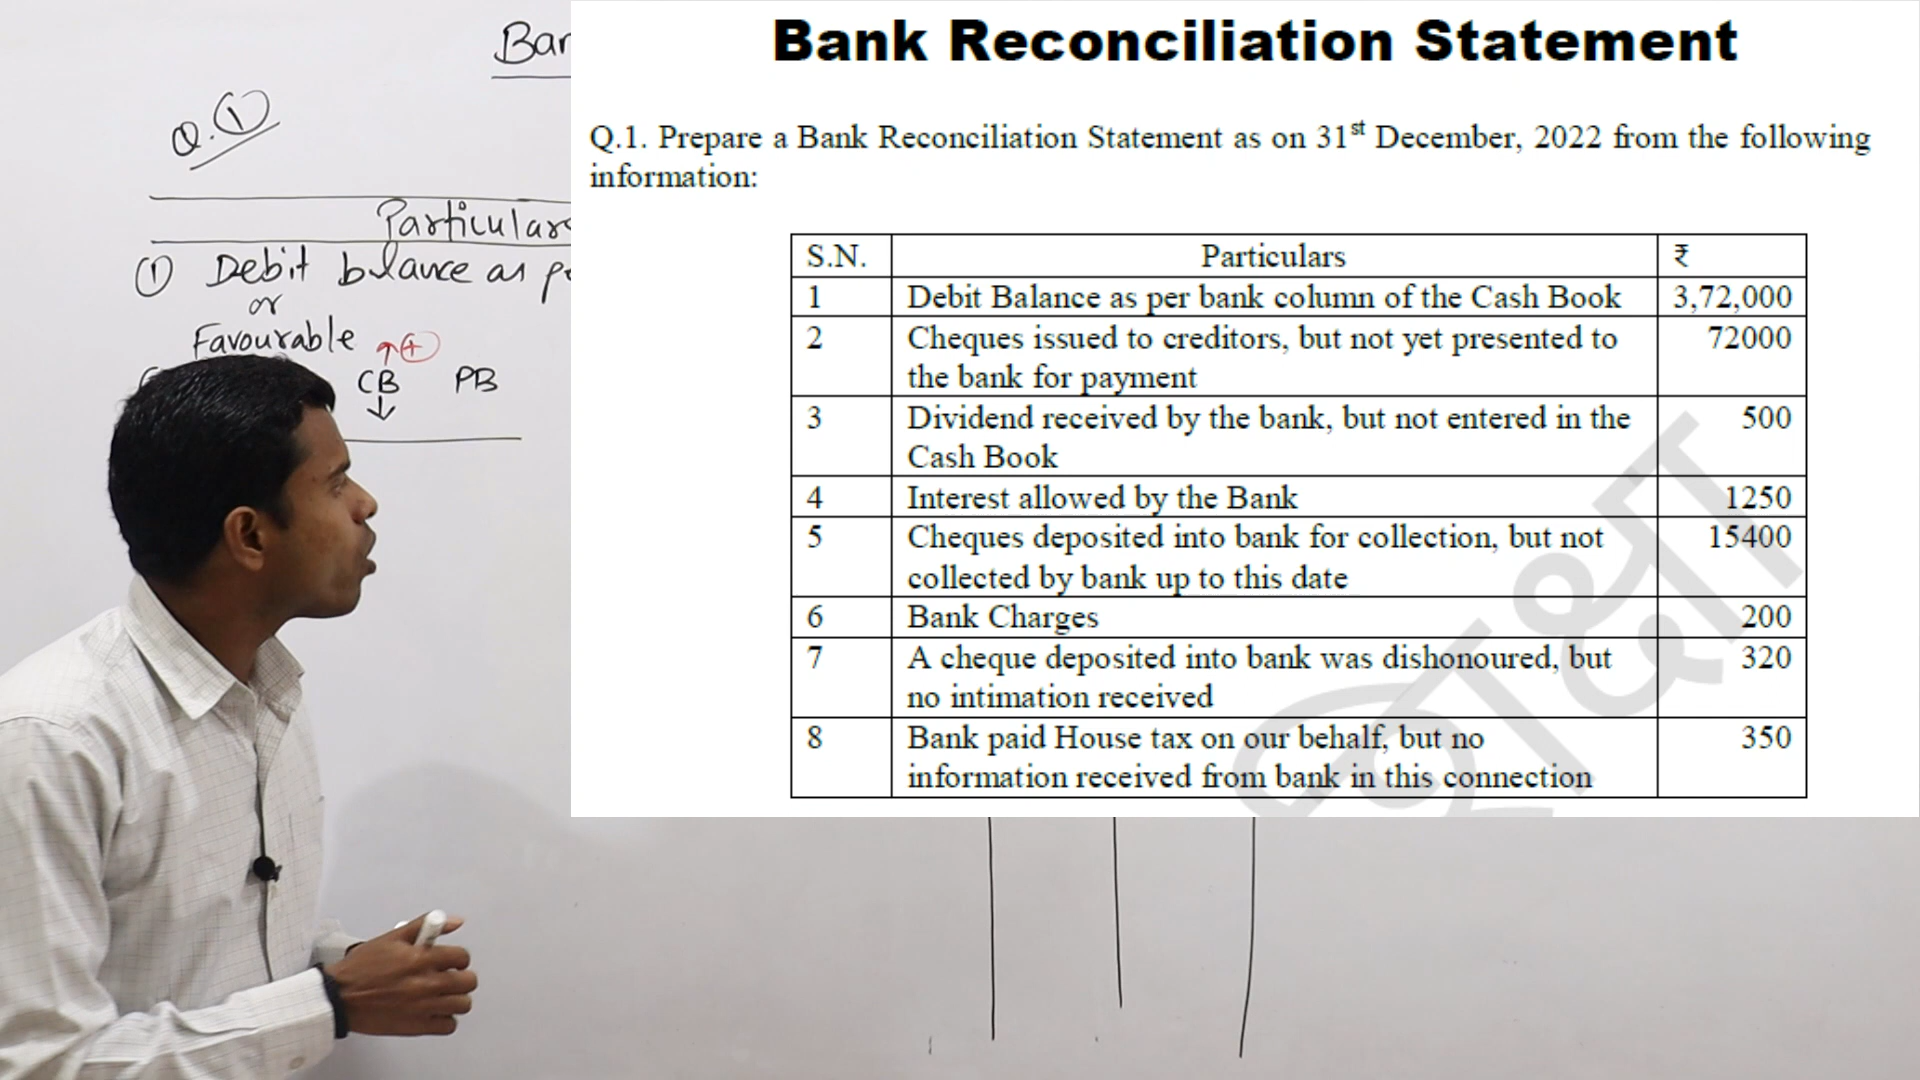 Bank Reconciliation Statement
Q.1. Prepare a Bank Reconciliation Statement as on 31st December, 2022 from the following
information:
S.N. Particulars ₹
1 Debit Balance as per bank column of the Cash Book 3,72,000
2 Cheques issued to creditors, but not yet presented to 72000
the bank for payment
3 Dividend received by the bank, but not entered in the 500
Cash Book
4 Interest allowed by the Bank 1250
5 Cheques deposited into bank for collection, but not 15400
collected by bank up to this date
6 Bank Charges 200
7 A cheque deposited into bank was dishonoured, but 320
no intimation received
8 Bank paid House tax on our behalf, but no 350
information received from bank in this connection
Q. 1
Particulars
① Debit balance as
or
Favourable
+
CB PB